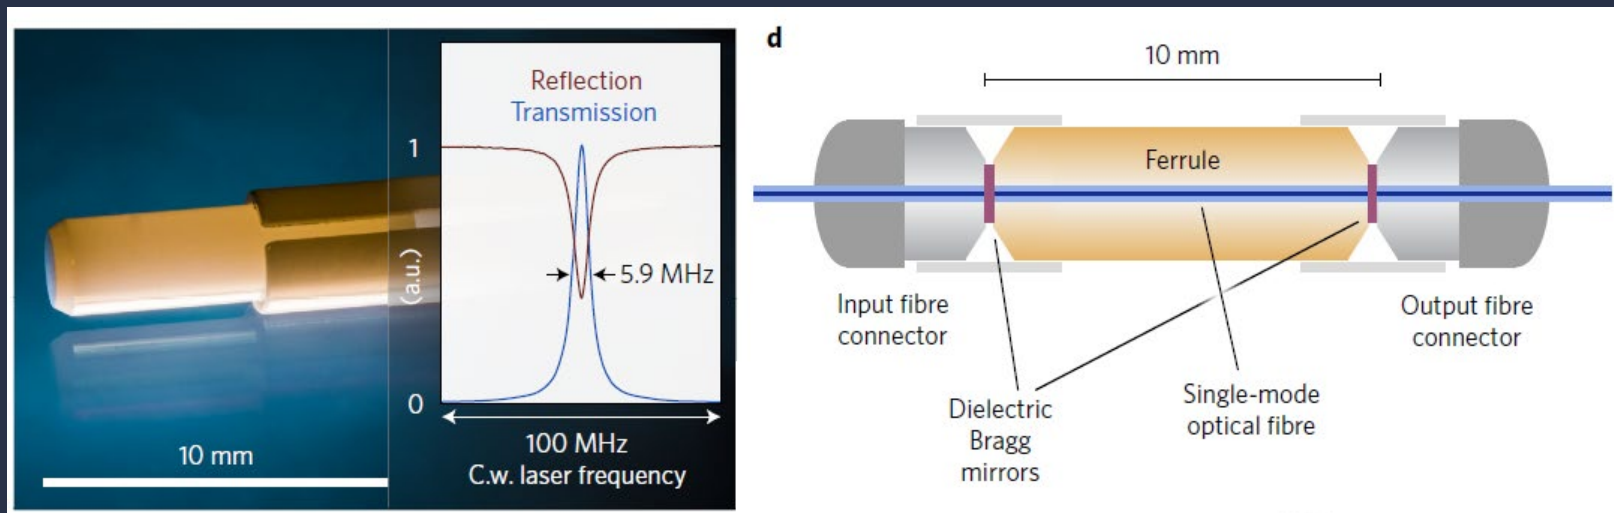 Reflection
Transmission
1
5.9 MHz
(a.u.)
0
100 MHz
C.w. laser frequency
10 mm
d
10 mm
Ferrule
Input fibre
connector
Output fibre
connector
Dielectric
Bragg
mirrors
Single-mode
optical fibre